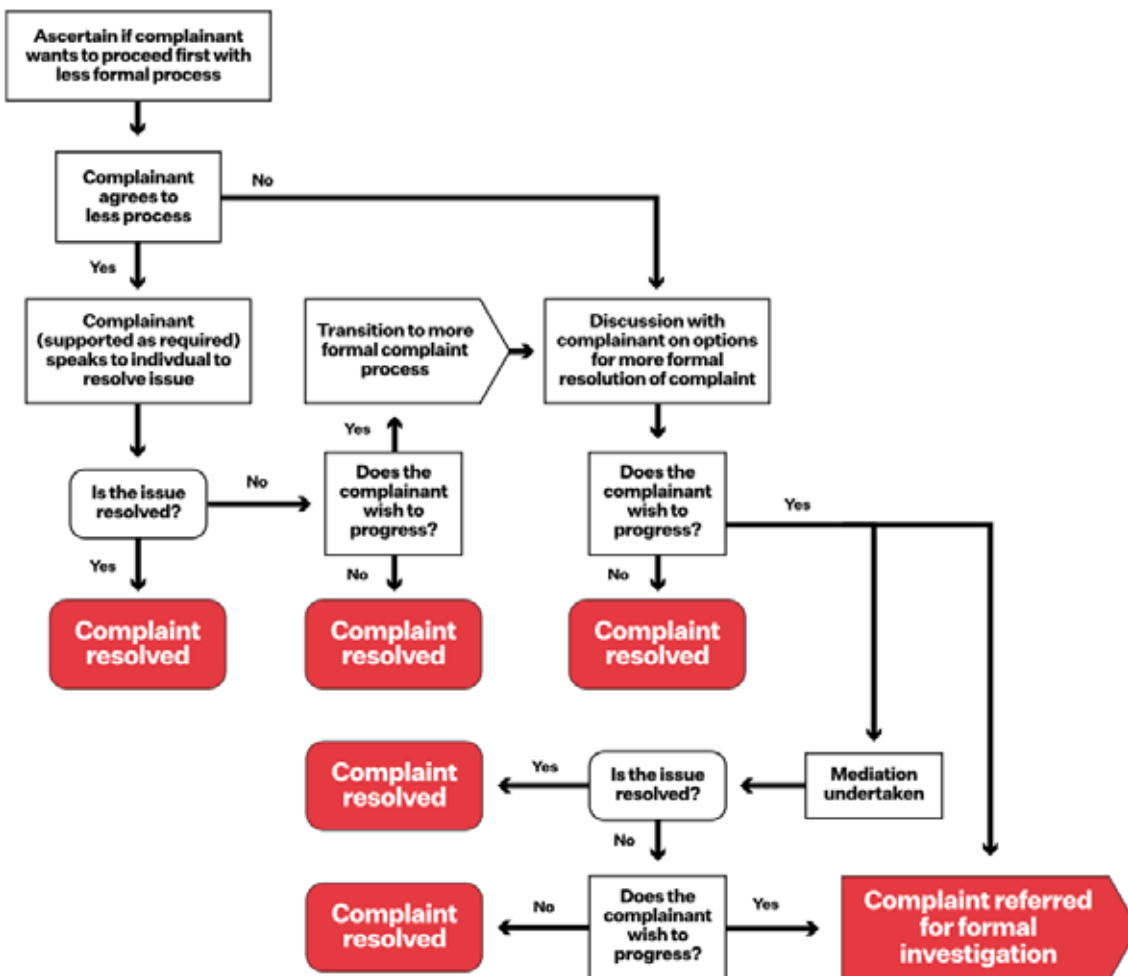 Ascertain if complainant
wants to proceed first with
less formal process
Complainant
agrees to
less process
No
Yes
Complainant
(supported as required)
speaks to indivdual to
resolve issue
Transition to more
formal complaint
process
Discussion with
complainant on options
for more formal
resolution of complaint
Is the issue
resolved?
No
Yes
Does the
complainant
wish to
progress?
Does the
complainant
wish to
progress?
Yes
Yes
No
No
Complaint
resolved
Complaint
resolved
Complaint
resolved
Complaint
resolved
Yes
Is the issue
resolved?
Mediation
undertaken
No
Complaint
resolved
No
Does the
complainant
wish to
progress?
Yes
Complaint referred
for formal
investigation